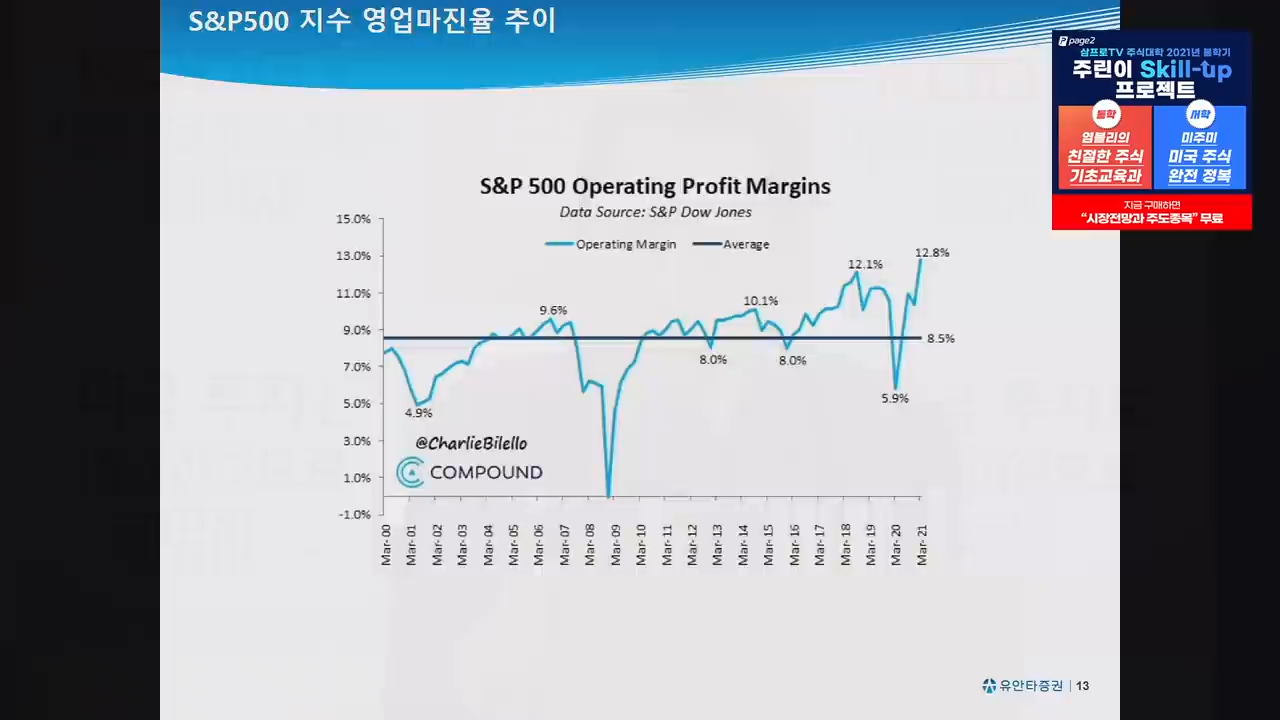 S&P500 지수 영업마진율 추이
page2
삼프로TV 주식대학 2021년 봄학기
주린이 Skill-up
프로젝트
염블리의
친절한 주식
기초교육과
미주미
미국 주식
완전 정복
지금 구매하면
"시장전망과 주도종목" 무료
S&P 500 Operating Profit Margins
Data Source: S&P Dow Jones
Operating Margin
Average
15.0%
13.0%
11.0%
9.0%
7.0%
5.0%
3.0%
1.0%
-1.0%
4.9%
9.6%
8.0%
10.1%
8.0%
12.1%
5.9%
12.8%
8.5%
@CharlieBilello
COMPOUND
Mar-00
Mar-01
Mar-02
Mar-03
Mar-04
Mar-05
Mar-06
Mar-07
Mar-08
Mar-09
Mar-10
Mar-11
Mar-12
Mar-13
Mar-14
Mar-15
Mar-16
Mar-17
Mar-18
Mar-19
Mar-20
Mar-21
유안타증권 | 13